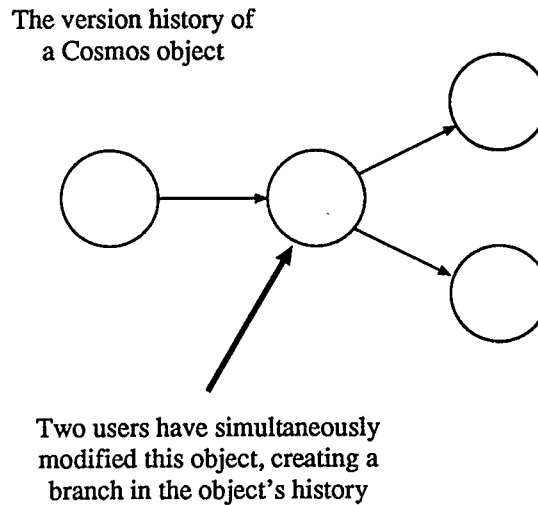 The version history of
a Cosmos object
Two users have simultaneously
modified this object, creating a
branch in the object's history